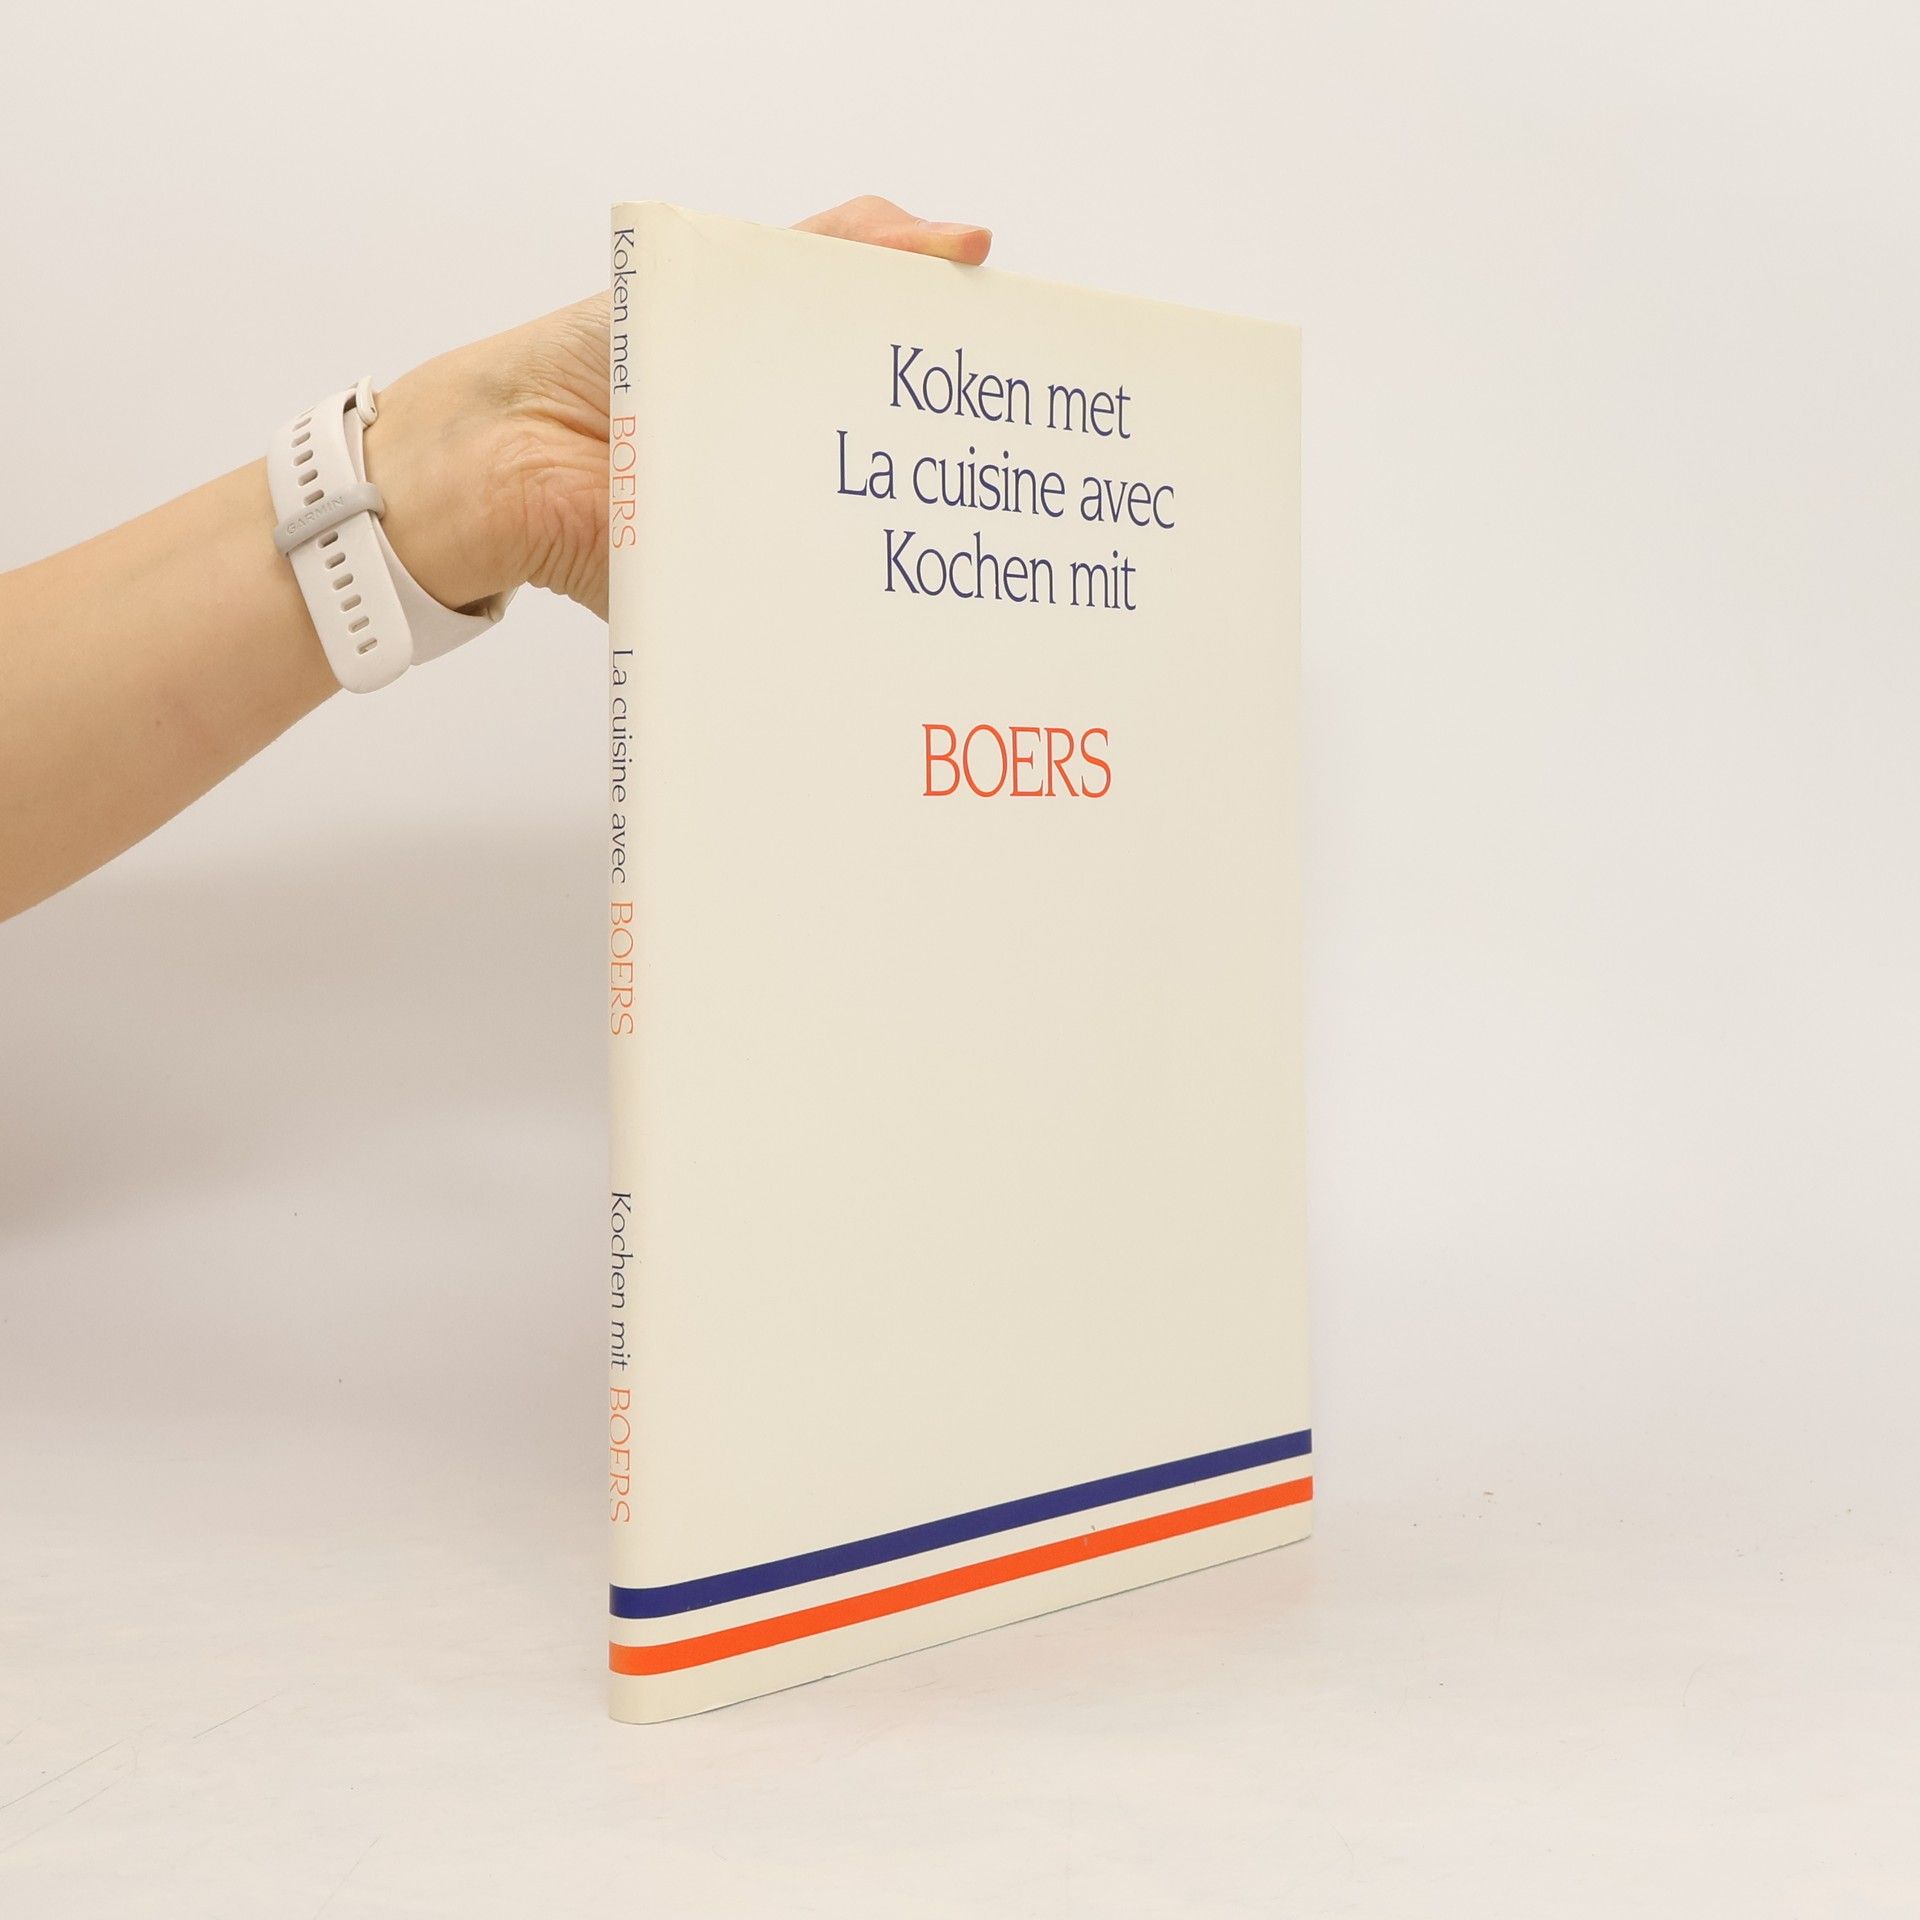 Koken met
La cuisine avec
Kochen mit
BOERS
Koken met BOERS La cuisine avec BOERS Kochen mit BOERS
GARMIN